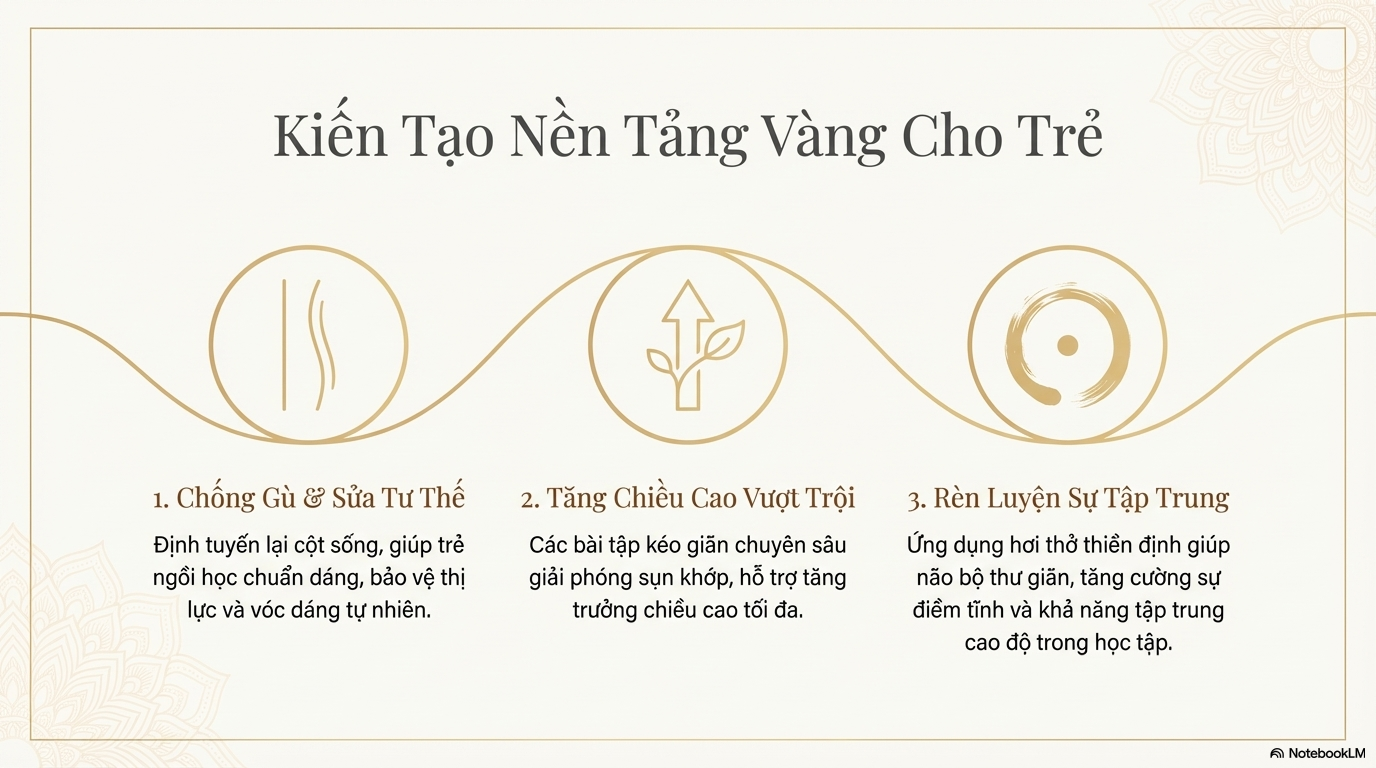 Kiến Tạo Nền Tảng Vàng Cho Trẻ
1. Chống Gù & Sửa Tư Thế
Định tuyến lại cột sống, giúp trẻ
ngồi học chuẩn dáng, bảo vệ thị
lực và vóc dáng tự nhiên.
2. Tăng Chiều Cao Vượt Trội
Các bài tập kéo giãn chuyên sâu
giải phóng sụn khớp, hỗ trợ tăng
trưởng chiều cao tối đa.
3. Rèn Luyện Sự Tập Trung
Ứng dụng hơi thở thiền định giúp
não bộ thư giãn, tăng cường sự
điềm tĩnh và khả năng tập trung
cao độ trong học tập.
NotebookLM